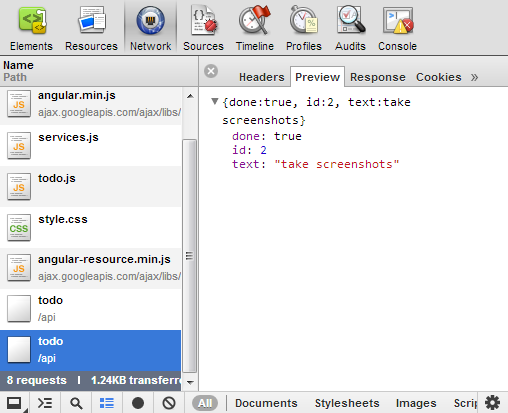 Elements Resources Network Sources Timeline Profiles Audits Console
Name
Path
Headers Preview Response Cookies »
angular.min.js
ajax.googleapis.com/ajax/libs/
services.js
todo.js
style.css
angular-resource.min.js
ajax.googleapis.com/ajax/libs/
todo
/api
todo
/api
{done:true, id:2, text:take
screenshots}
done: true
id: 2
text: "take screenshots"
8 requests | 1.24KB transferre
All Documents Stylesheets Images Scri